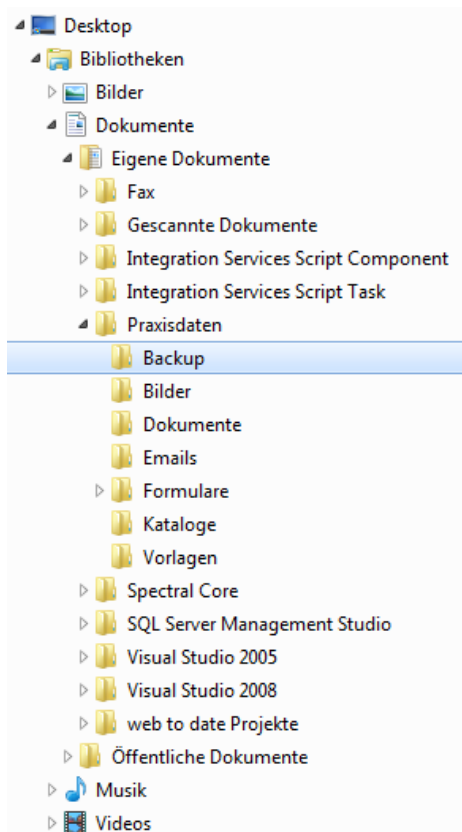 Desktop
Bibliotheken
Bilder
Dokumente
Eigene Dokumente
Fax
Gescannte Dokumente
Integration Services Script Component
Integration Services Script Task
Praxisdaten
Backup
Bilder
Dokumente
Emails
Formulare
Kataloge
Vorlagen
Spectral Core
SQL Server Management Studio
Visual Studio 2005
Visual Studio 2008
web to date Projekte
Öffentliche Dokumente
Musik
Videos